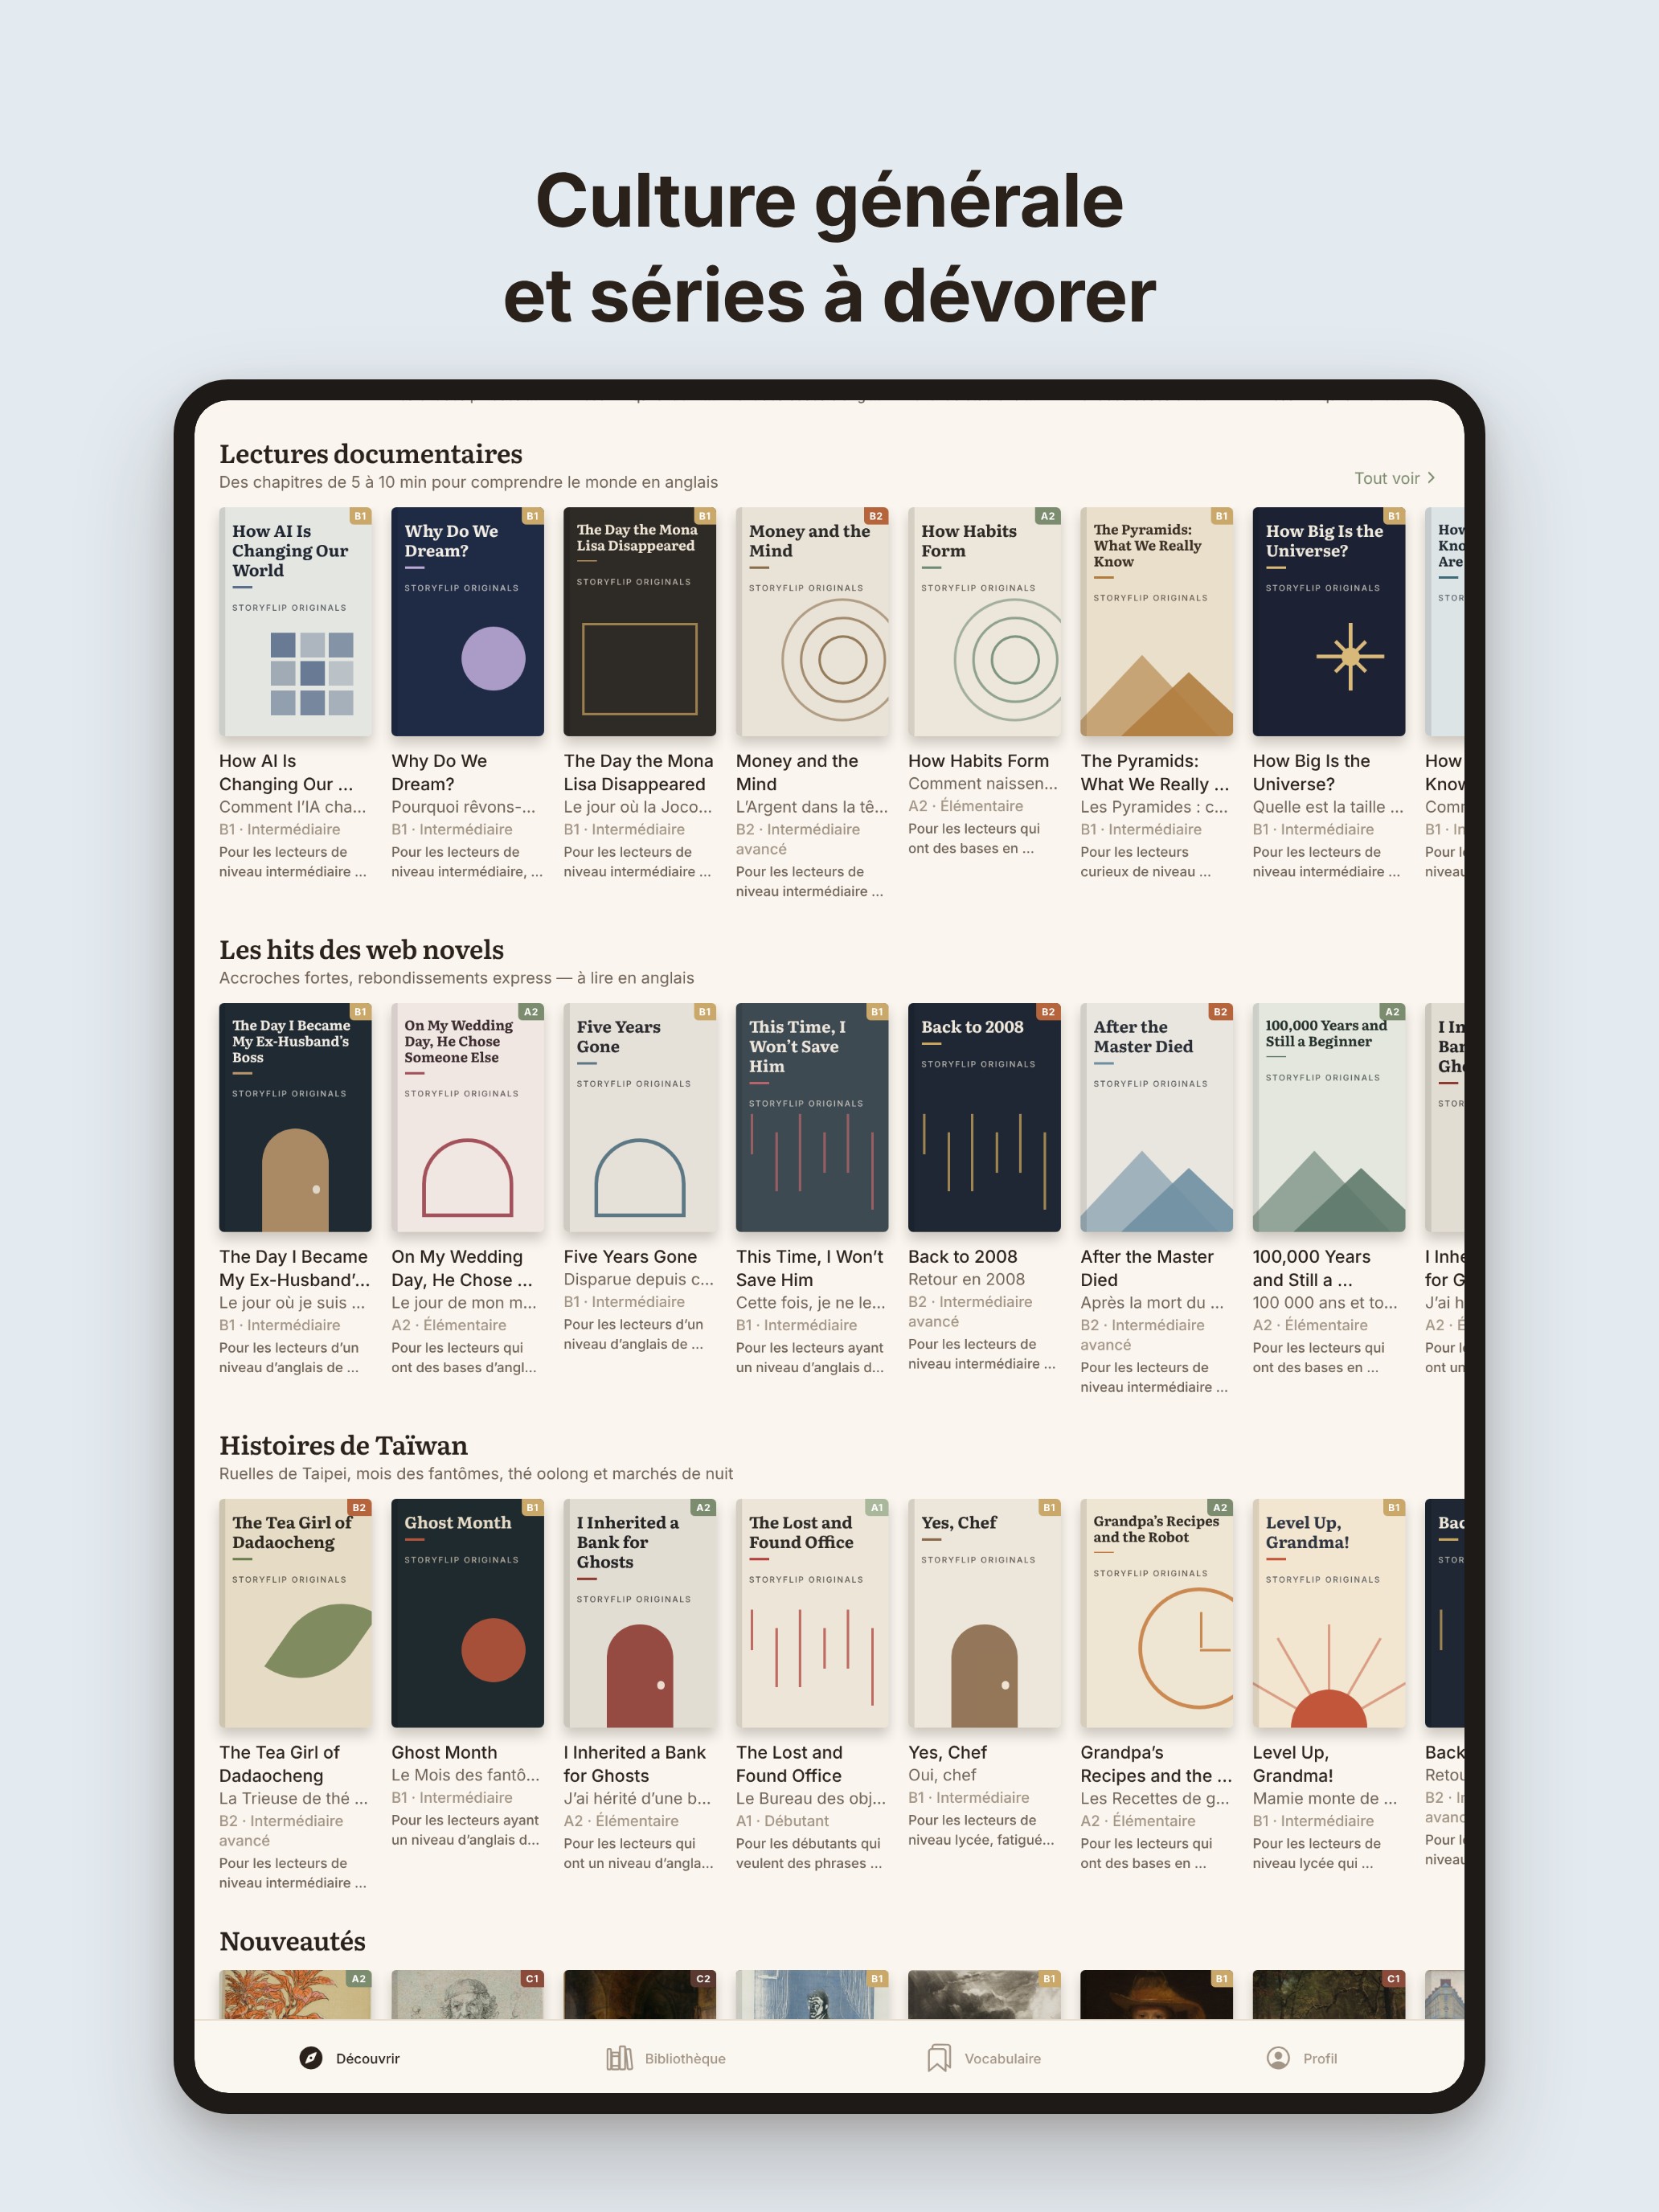 Culture générale
et séries à dévorer
Lectures documentaires
Des chapitres de 5 à 10 min pour comprendre le monde en anglais
Tout voir
B1
How AI Is
Changing Our
World
STORYFLIP ORIGINALS
B1
Why Do We
Dream?
STORYFLIP ORIGINALS
B1
The Day the Mona
Lisa Disappeared
STORYFLIP ORIGINALS
B2
Money and the
Mind
STORYFLIP ORIGINALS
A2
How Habits
Form
STORYFLIP ORIGINALS
B1
The Pyramids:
What We Really
Know
STORYFLIP ORIGINALS
B1
How Big Is the
Universe?
STORYFLIP ORIGINALS
How AI Is
Changing Our ...
Comment l'IA cha...
B1 · Intermédiaire
Pour les lecteurs de
niveau intermédiaire ...
Why Do We
Dream?
Pourquoi rêvons-...
B1 · Intermédiaire
Pour les lecteurs de
niveau intermédiaire, ...
The Day the Mona
Lisa Disappeared
Le jour où la Joco...
B1 · Intermédiaire
Pour les lecteurs de
niveau intermédiaire ...
Money and the
Mind
L'Argent dans la tê...
B2 · Intermédiaire
avancé
Pour les lecteurs de
niveau intermédiaire ...
How Habits Form
Comment naissen...
A2 · Élémentaire
Pour les lecteurs qui
ont des bases en ...
The Pyramids:
What We Really ...
Les Pyramides : c...
B1 · Intermédiaire
Pour les lecteurs
curieux de niveau ...
How Big Is the
Universe?
Quelle est la taille ...
B1 · Intermédiaire
Pour les lecteurs de
niveau intermédiaire ...
Les hits des web novels
Accroches fortes, rebondissements express — à lire en anglais
B1
The Day I Became
My Ex-Husband's
Boss
STORYFLIP ORIGINALS
A2
On My Wedding
Day, He Chose
Someone Else
STORYFLIP ORIGINALS
B1
Five Years
Gone
STORYFLIP ORIGINALS
B1
This Time, I
Won't Save
Him
STORYFLIP ORIGINALS
B2
Back to 2008
STORYFLIP ORIGINALS
B2
After the
Master Died
STORYFLIP ORIGINALS
A2
100,000 Years and
Still a Beginner
STORYFLIP ORIGINALS
The Day I Became
My Ex-Husband'...
Le jour où je suis ...
B1 · Intermédiaire
Pour les lecteurs d'un
niveau d'anglais de ...
On My Wedding
Day, He Chose ...
Le jour de mon m...
A2 · Élémentaire
Pour les lecteurs qui
ont des bases d'angl...
Five Years Gone
Disparue depuis c...
B1 · Intermédiaire
Pour les lecteurs d'un
niveau d'anglais de ...
This Time, I Won't
Save Him
Cette fois, je ne le...
B1 · Intermédiaire
Pour les lecteurs ayant
un niveau d'anglais d...
Back to 2008
Retour en 2008
B2 · Intermédiaire
avancé
Pour les lecteurs de
niveau intermédiaire ...
After the Master
Died
Après la mort du ...
B2 · Intermédiaire
avancé
Pour les lecteurs de
niveau intermédiaire ...
100,000 Years
and Still a ...
100 000 ans et to...
A2 · Élémentaire
Pour les lecteurs qui
ont des bases en ...
Histoires de Taïwan
Ruelles de Taipei, mois des fantômes, thé oolong et marchés de nuit
B2
The Tea Girl of
Dadaocheng
STORYFLIP ORIGINALS
B1
Ghost Month
STORYFLIP ORIGINALS
A2
I Inherited a
Bank for
Ghosts
STORYFLIP ORIGINALS
A1
The Lost and
Found Office
STORYFLIP ORIGINALS
B1
Yes, Chef
STORYFLIP ORIGINALS
A2
Grandpa's Recipes
and the Robot
STORYFLIP ORIGINALS
B1
Level Up,
Grandma!
STORYFLIP ORIGINALS
The Tea Girl of
Dadaocheng
La Trieuse de thé ...
B2 · Intermédiaire
avancé
Pour les lecteurs de
niveau intermédiaire ...
Ghost Month
Le Mois des fantô...
B1 · Intermédiaire
Pour les lecteurs ayant
un niveau d'anglais d...
I Inherited a Bank
for Ghosts
J'ai hérité d'une b...
A2 · Élémentaire
Pour les lecteurs qui
ont un niveau d'angla...
The Lost and
Found Office
Le Bureau des obj...
A1 · Débutant
Pour les débutants qui
veulent des phrases ...
Yes, Chef
Oui, chef
B1 · Intermédiaire
Pour les lecteurs de
niveau lycée, fatigué...
Grandpa's
Recipes and the ...
Les Recettes de g...
A2 · Élémentaire
Pour les lecteurs qui
ont des bases en ...
Level Up,
Grandma!
Mamie monte de ...
B1 · Intermédiaire
Pour les lecteurs de
niveau lycée qui ...
Nouveautés
A2
C1
C2
B1
B1
B1
C1
Découvrir
Bibliothèque
Vocabulaire
Profil